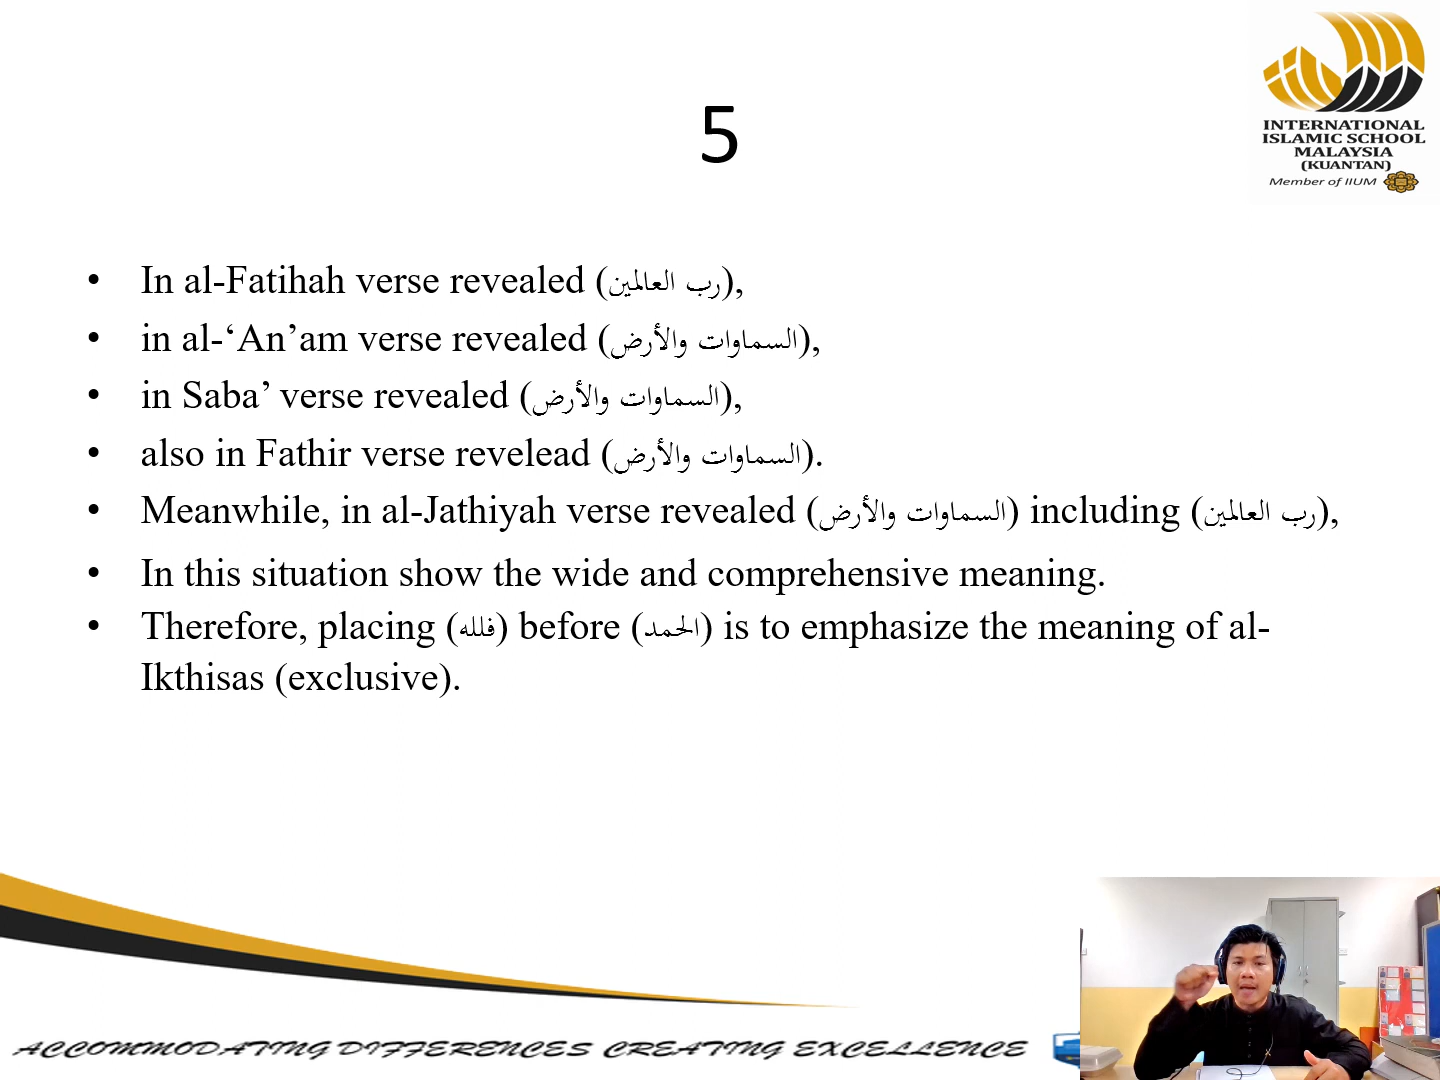 5
INTERNATIONAL
ISLAMIC SCHOOL
MALAYSIA
(KUANTAN)
Member of IIUM
• In al-Fatihah verse revealed (رب العالمين),
• in al-‘An’am verse revealed (السماوات والأرض),
• in Saba’ verse revealed (السماوات والأرض),
• also in Fathir verse revelead (السماوات والأرض).
• Meanwhile, in al-Jathiyah verse revealed (السماوات والأرض) including (رب العالمين),
• In this situation show the wide and comprehensive meaning.
• Therefore, placing (فلله) before (الحمد) is to emphasize the meaning of al-
Ikthisas (exclusive).
ACCOMMODATING DIFFERENCES CREATING EXCELLENCE